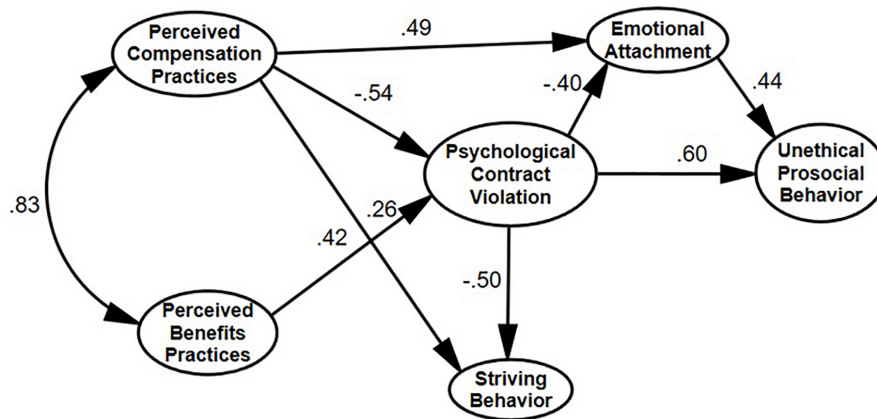 Perceived
Compensation
Practices
.49
Emotional
Attachment
-.54
-.40
.44
Psychological
Contract
Violation
.60
Unethical
Prosocial
Behavior
.83
.26
.42
-.50
Perceived
Benefits
Practices
Striving
Behavior